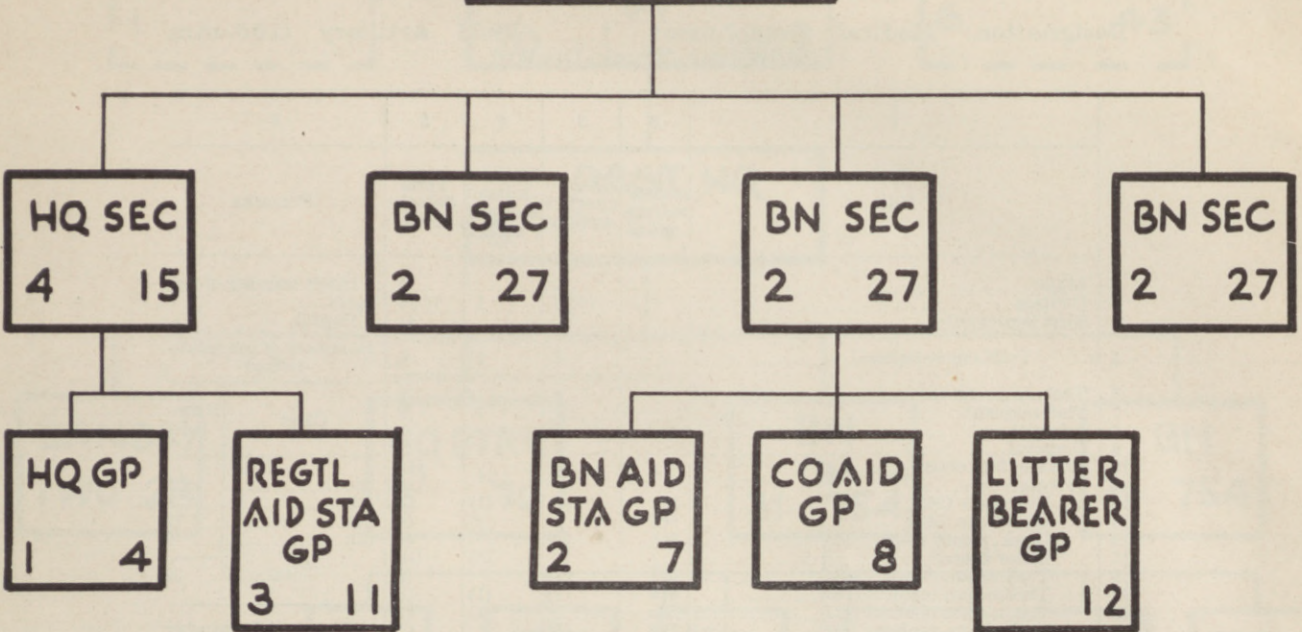 HQ SEC
4 15
BN SEC
2 27
BN SEC
2 27
BN SEC
2 27
HQ GP
1 4
REGTL
AID STA
GP
3 11
BN AID
STA GP
2 7
CO AID
GP
8
LITTER
BEARER
GP
12